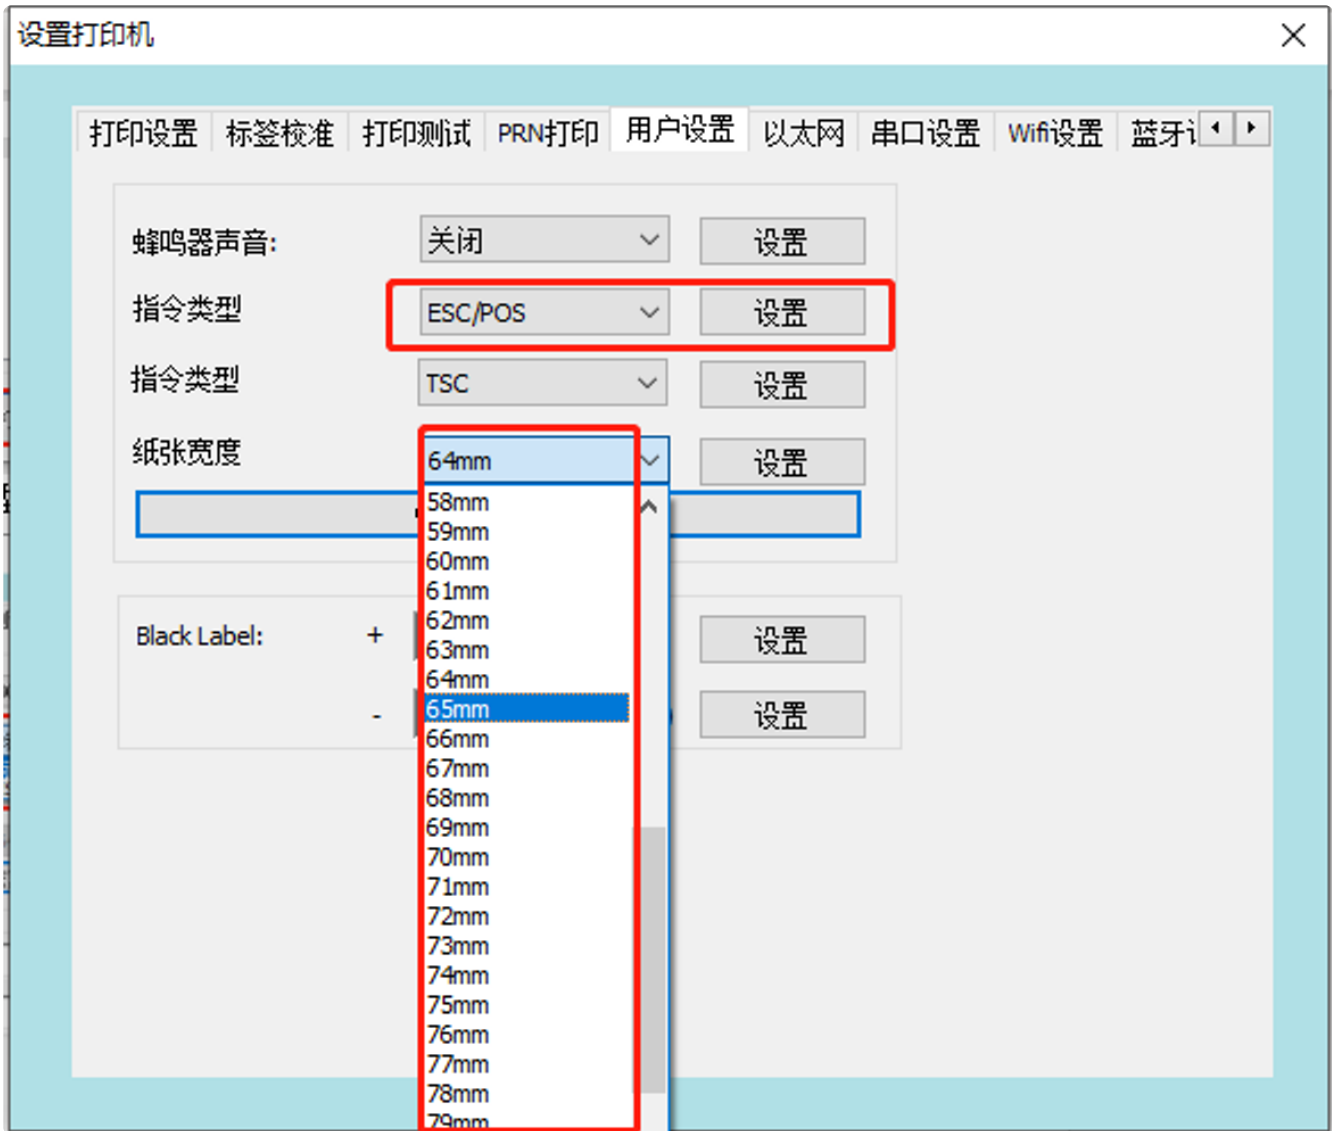 设置打印机
打印设置 标签校准 打印测试 PRN打印 用户设置 以太网 串口设置 Wifi设置 蓝牙
蜂鸣器声音: 关闭 设置
指令类型 ESC/POS 设置
指令类型 TSC 设置
纸张宽度 64mm 设置
58mm
59mm
60mm
61mm
62mm
Black Label: + 设置
63mm
64mm
65mm
- 设置
66mm
67mm
68mm
69mm
70mm
71mm
72mm
73mm
74mm
75mm
76mm
77mm
78mm
79mm